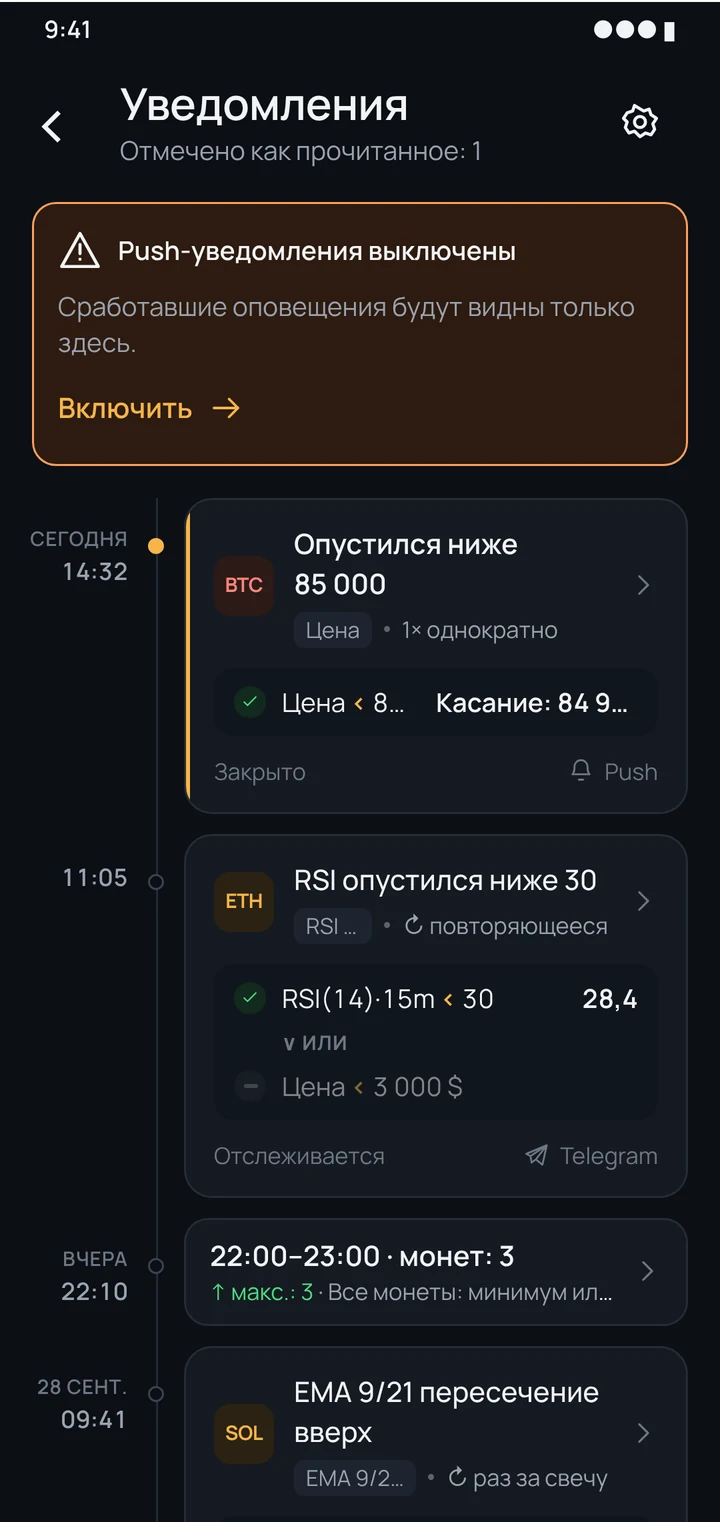 9:41
Уведомления
Отмечено как прочитанное: 1
Push-уведомления выключены
Сработавшие оповещения будут видны только
здесь.
Включить →
СЕГОДНЯ
14:32
BTC
Опустился ниже
85 000
Цена • 1× однократно
Цена < 8... Касание: 84 9...
Закрыто Push
11:05
ETH
RSI опустился ниже 30
RSI ... • ↻ повторяющееся
RSI(14)·15m < 30 28,4
∨ ИЛИ
Цена < 3 000 $
Отслеживается Telegram
ВЧЕРА
22:10
22:00–23:00 · монет: 3
↑ макс.: 3 · Все монеты: минимум ил...
28 СЕНТ.
09:41
SOL
EMA 9/21 пересечение
вверх
EMA 9/2... • ↻ раз за свечу